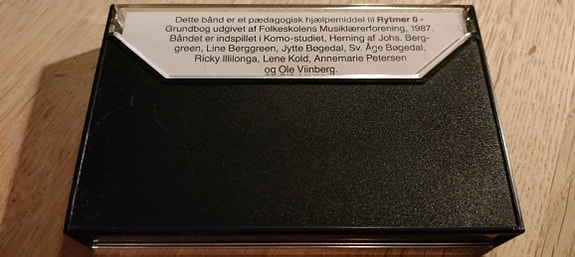 Dette bånd er et pædagogisk hjælpemiddel til Rytmer 0 -
Grundbog udgivet af Folkeskolens Musiklærerforening, 1987.
Båndet er indspillet i Komo-studiet, Herning af Johs. Berg-
green, Line Berggreen, Jytte Bøgedal, Sv. Åge Bøgedal,
Ricky Illilonga, Lene Kold, Annemarie Petersen
og Ole Viinberg.